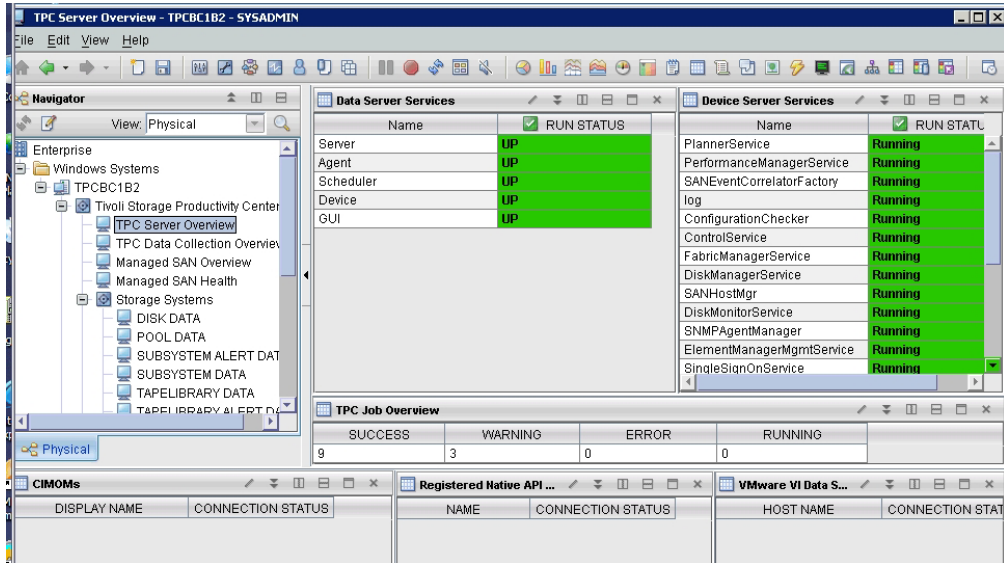 TPC Server Overview - TPCBC1B2 - SYSADMIN
File Edit View Help
Navigator
View: Physical
Enterprise
Windows Systems
TPCBC1B2
Tivoli Storage Productivity Center
TPC Server Overview
TPC Data Collection Overview
Managed SAN Overview
Managed SAN Health
Storage Systems
DISK DATA
POOL DATA
SUBSYSTEM ALERT DAT
SUBSYSTEM DATA
TAPELIBRARY DATA
TAPELIBRARY ALERT DA
Physical
Data Server Services
Name RUN STATUS
Server UP
Agent UP
Scheduler UP
Device UP
GUI UP
Device Server Services
Name RUN STATU
PlannerService Running
PerformanceManagerService Running
SANEventCorrelatorFactory Running
log Running
ConfigurationChecker Running
ControlService Running
FabricManagerService Running
DiskManagerService Running
SANHostMgr Running
DiskMonitorService Running
SNMPAgentManager Running
ElementManagerMgmtService Running
SingleSignOnService Running
TPC Job Overview
SUCCESS WARNING ERROR RUNNING
9 3 0 0
CIMOMs
DISPLAY NAME CONNECTION STATUS
Registered Native API ...
NAME CONNECTION STATUS
VMware VI Data S...
HOST NAME CONNECTION STAT